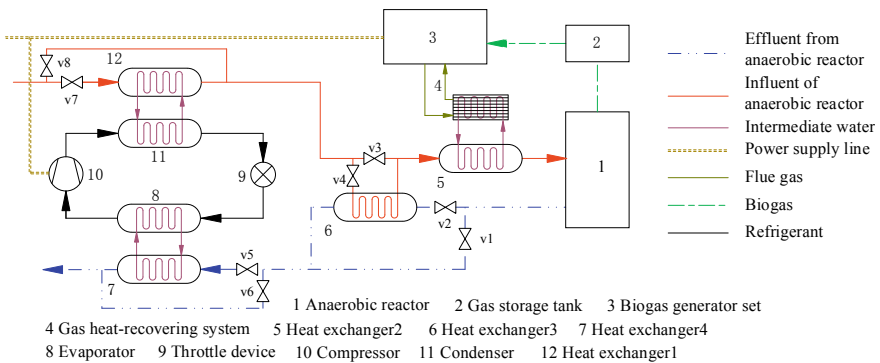 v8
12
v7
11
10
9
8
v5
v6
7
3
4
2
v3
v4
5
6
v2
v1
1
Effluent from
anaerobic reactor
Influent of
anaerobic reactor
Intermediate water
Power supply line
Flue gas
Biogas
Refrigerant
1 Anaerobic reactor 2 Gas storage tank 3 Biogas generator set
4 Gas heat-recovering system 5 Heat exchanger2 6 Heat exchanger3 7 Heat exchanger4
8 Evaporator 9 Throttle device 10 Compressor 11 Condenser 12 Heat exchanger1